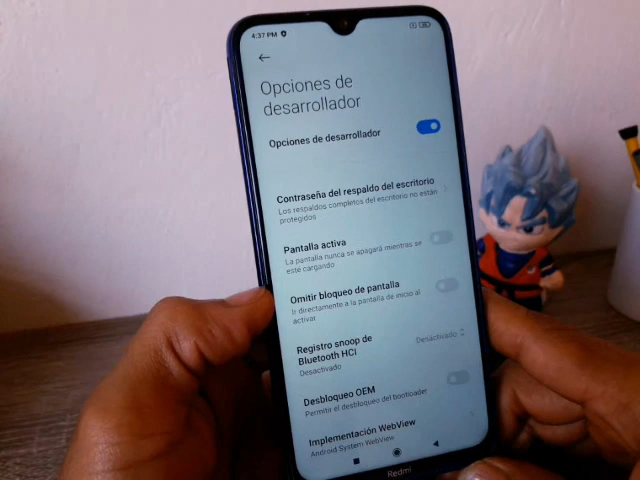 4:37 PM
Opciones de
desarrollador
Opciones de desarrollador
Contraseña del respaldo del escritorio
Los respaldos completos del escritorio no están
protegidos
Pantalla activa
La pantalla nunca se apagará mientras se
esté cargando
Omitir bloqueo de pantalla
Ir directamente a la pantalla de inicio al
activar
Registro snoop de
Bluetooth HCI
Desactivado
Desactivado
Desbloqueo OEM
Permitir el desbloqueo del bootloader
Implementación WebView
Android System WebView
Redmi